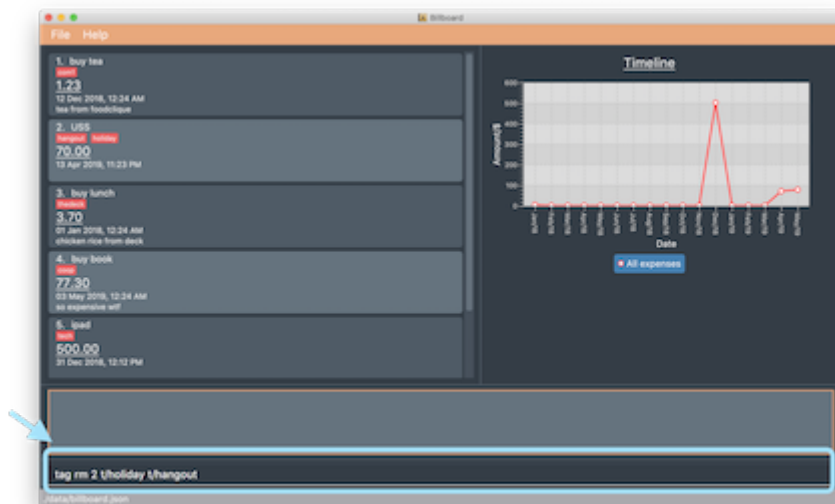 Billboard
File Help
1. buy tea
com1
1.23
12 Dec 2018, 12:24 AM
tea from foodclique
2. USS
hangout holiday
70.00
13 Apr 2019, 11:23 PM
3. buy lunch
thedeck
3.70
01 Jan 2018, 12:24 AM
chicken rice from deck
4. buy book
coop
77.30
03 May 2019, 12:24 AM
so expensive wtf
5. ipad
tech
500.00
31 Dec 2018, 12:12 PM
Timeline
Amount/$
600
500
400
300
200
100
0
Date
All expenses
tag rm 2 t/holiday t/hangout
/data/billboard.json